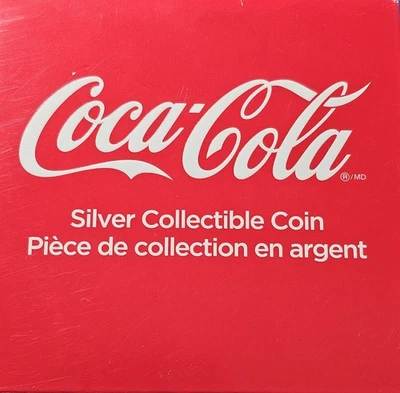 Coca-Cola
®/MD
Silver Collectible Coin
Pièce de collection en argent